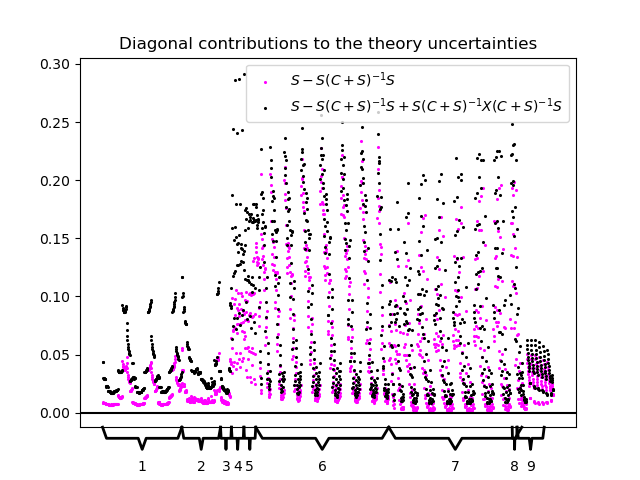 Diagonal contributions to the theory uncertainties
S − S(C + S)⁻¹S
S − S(C + S)⁻¹S + S(C + S)⁻¹X(C + S)⁻¹S
0.30
0.25
0.20
0.15
0.10
0.05
0.00
1 2 3 4 5 6 7 8 9